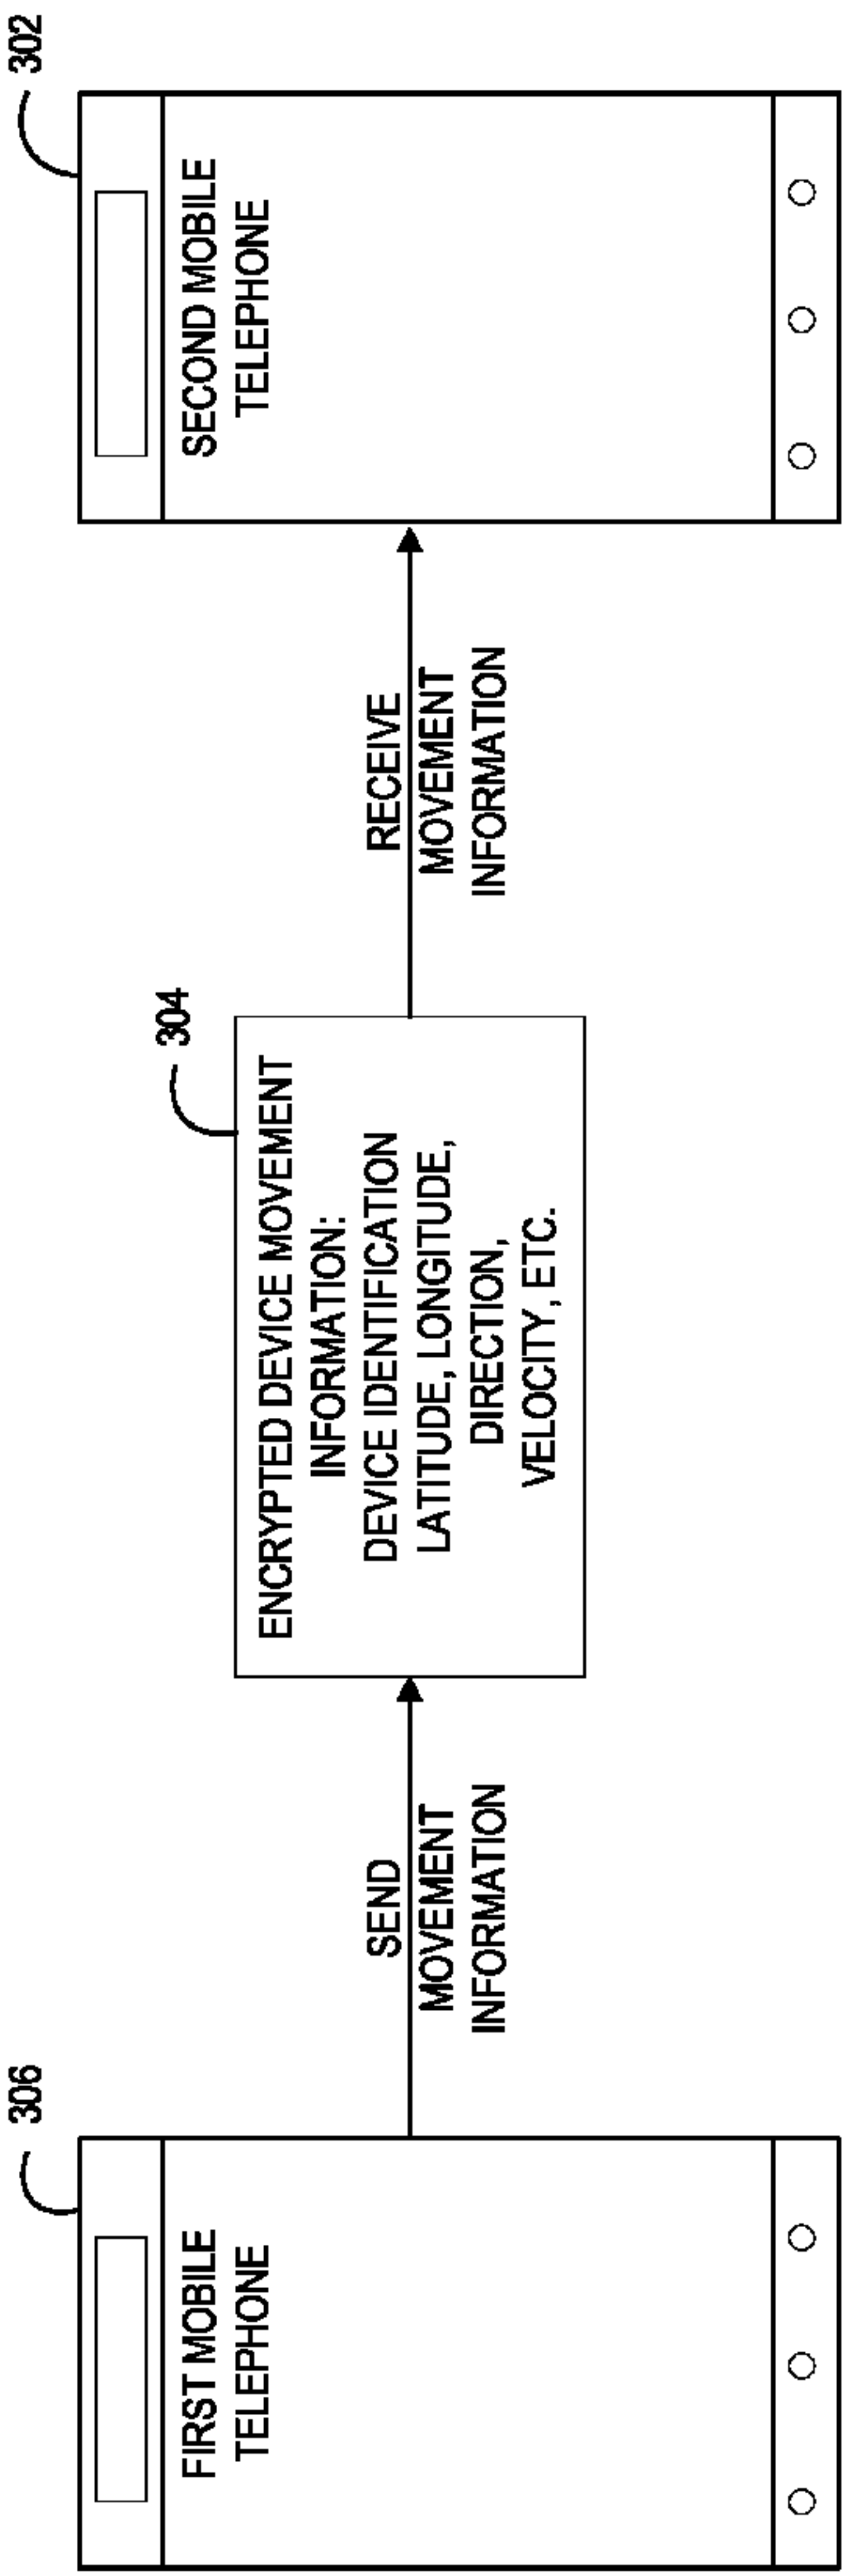 306
FIRST MOBILE
TELEPHONE
SEND
MOVEMENT
INFORMATION
304
ENCRYPTED DEVICE MOVEMENT
INFORMATION:
DEVICE IDENTIFICATION
LATITUDE, LONGITUDE,
DIRECTION,
VELOCITY, ETC.
RECEIVE
MOVEMENT
INFORMATION
302
SECOND MOBILE
TELEPHONE